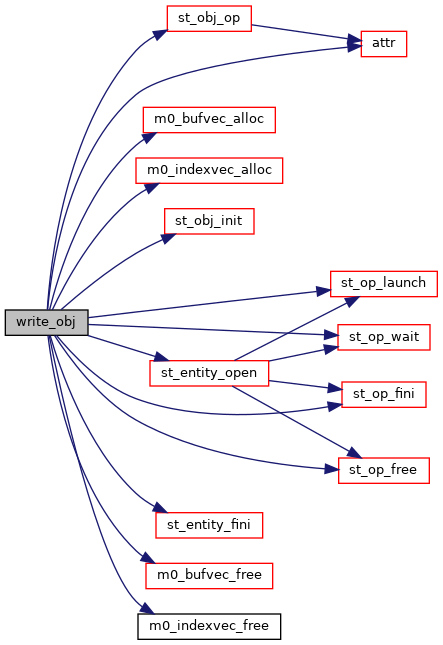 st_obj_op
attr
m0_bufvec_alloc
m0_indexvec_alloc
st_obj_init
st_op_launch
write_obj
st_op_wait
st_entity_open
st_op_fini
st_op_free
st_entity_fini
m0_bufvec_free
m0_indexvec_free